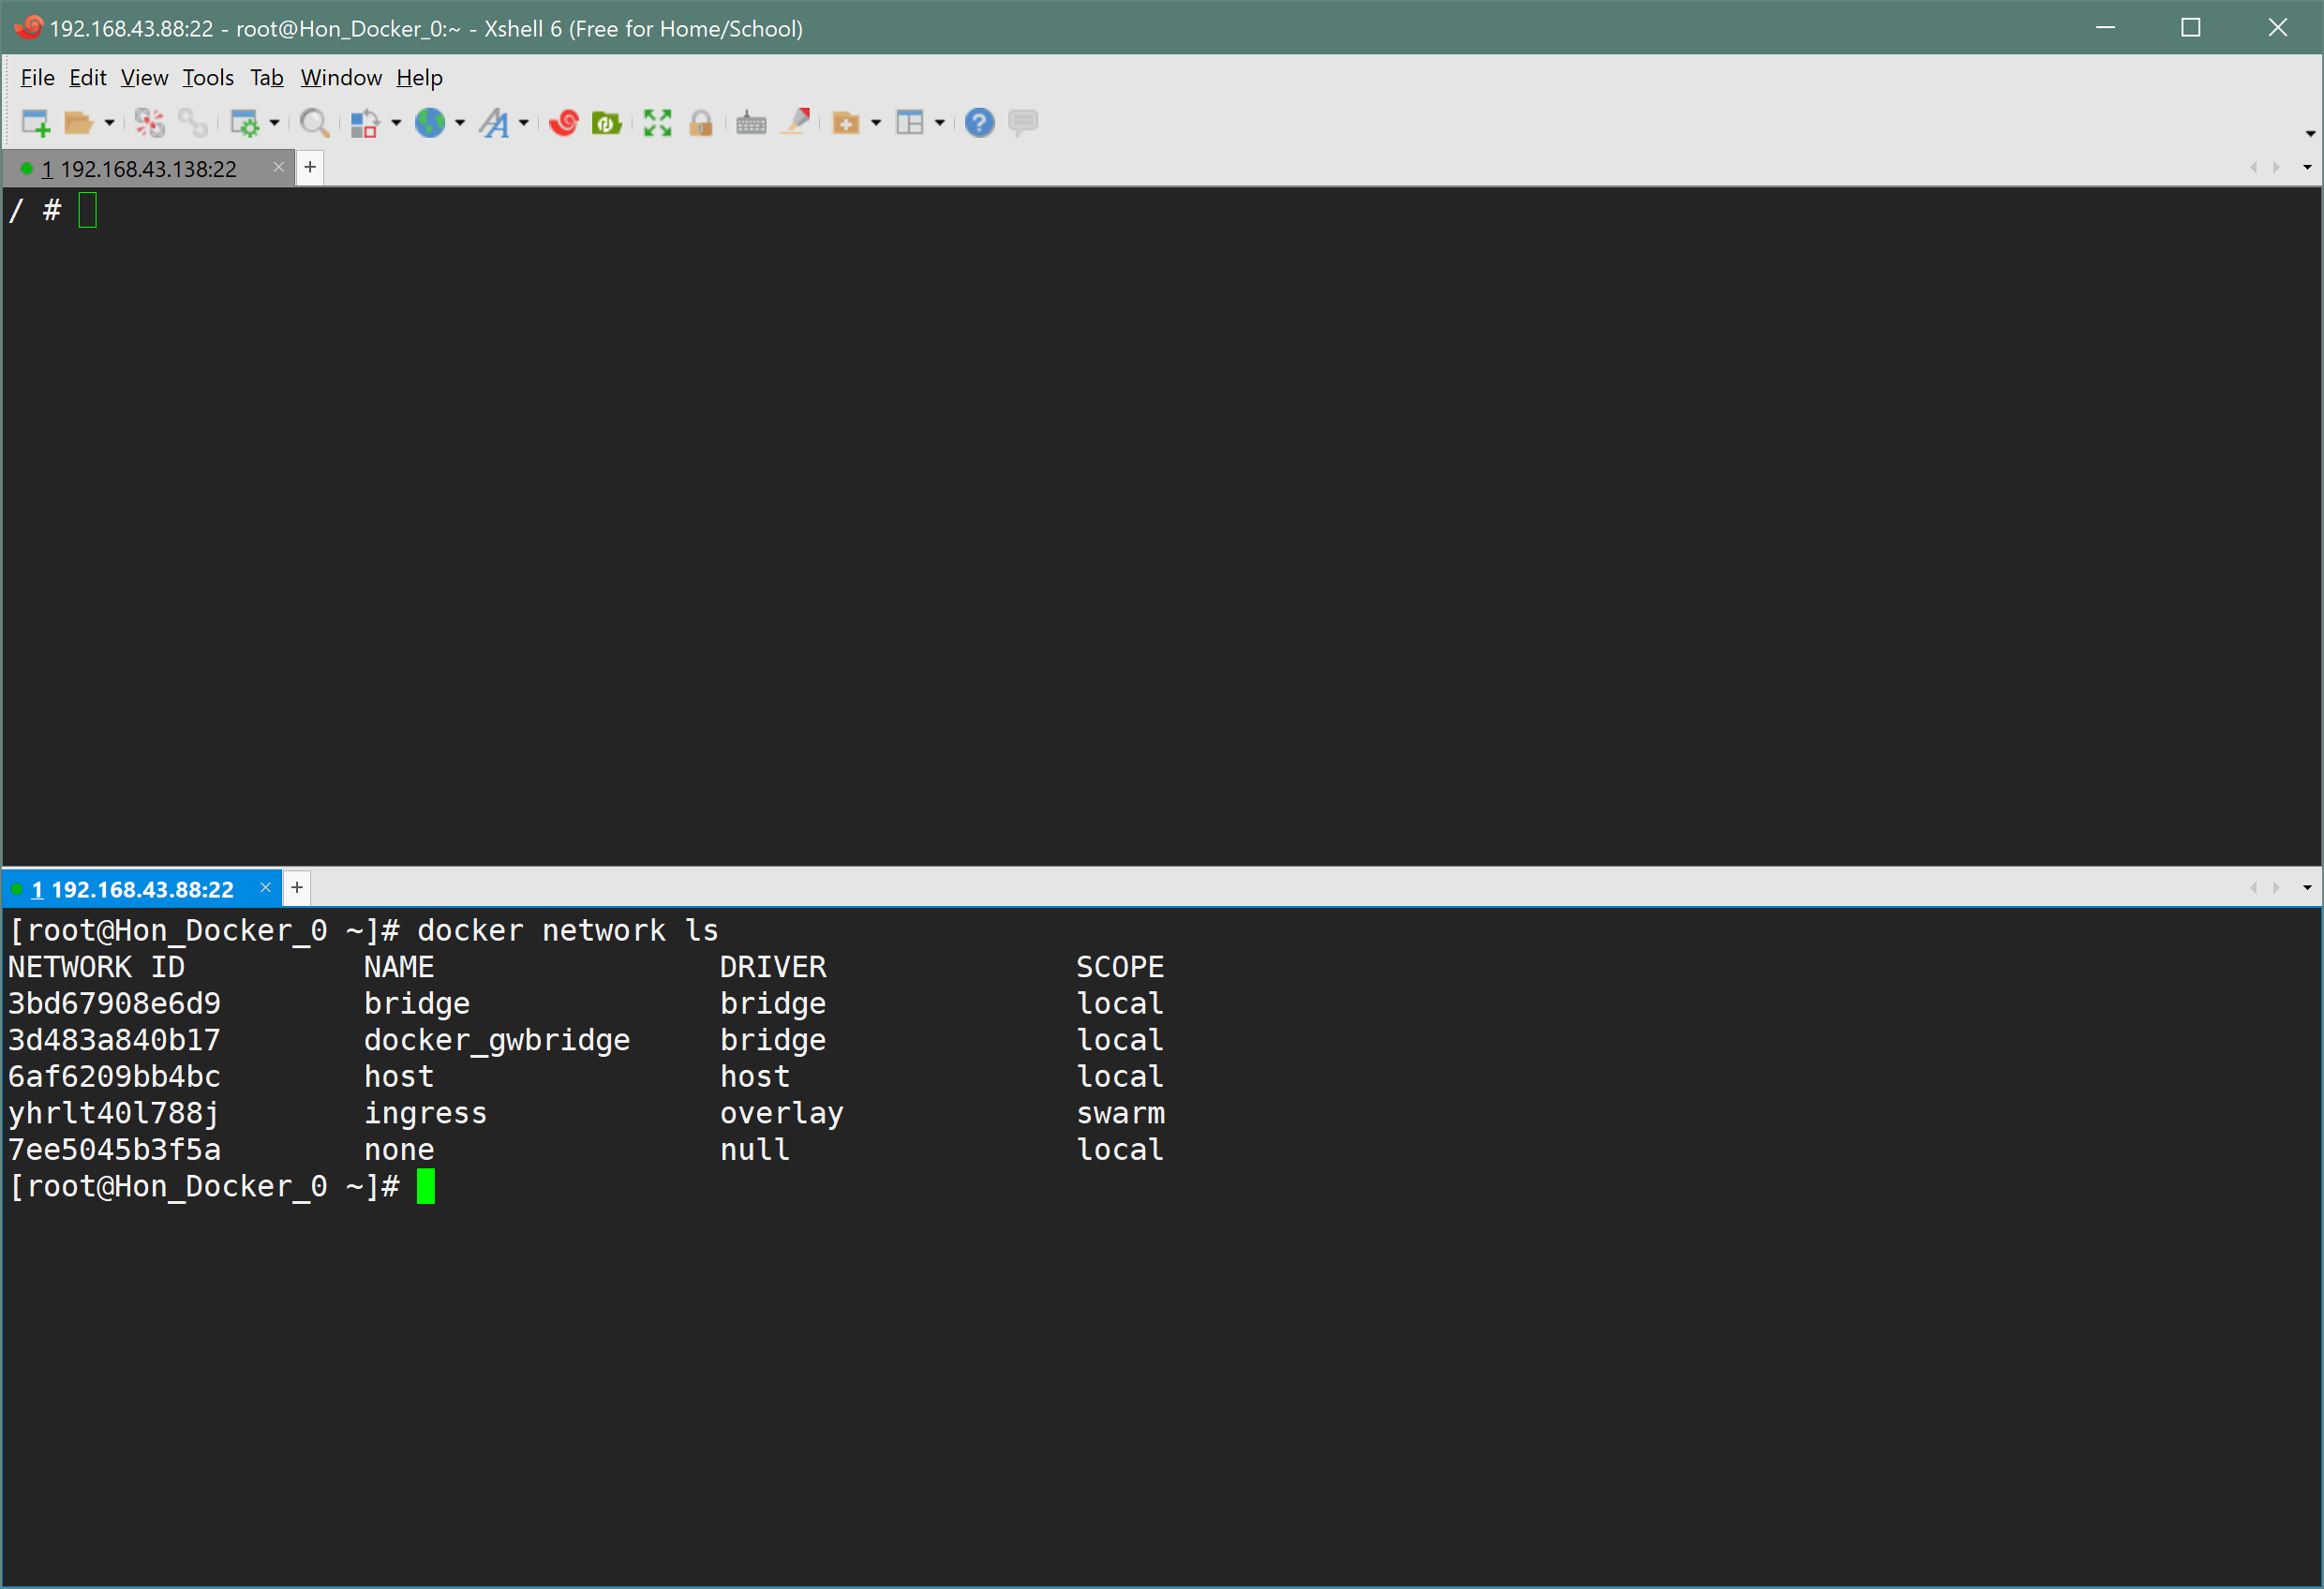 192.168.43.88:22 - root@Hon_Docker_0:~ - Xshell 6 (Free for Home/School)
File Edit View Tools Tab Window Help
1 192.168.43.138:22 × +
/ #
1 192.168.43.88:22 × +
[root@Hon_Docker_0 ~]# docker network ls
NETWORK ID NAME DRIVER SCOPE
3bd67908e6d9 bridge bridge local
3d483a840b17 docker_gwbridge bridge local
6af6209bb4bc host host local
yhrlt40l788j ingress overlay swarm
7ee5045b3f5a none null local
[root@Hon_Docker_0 ~]#